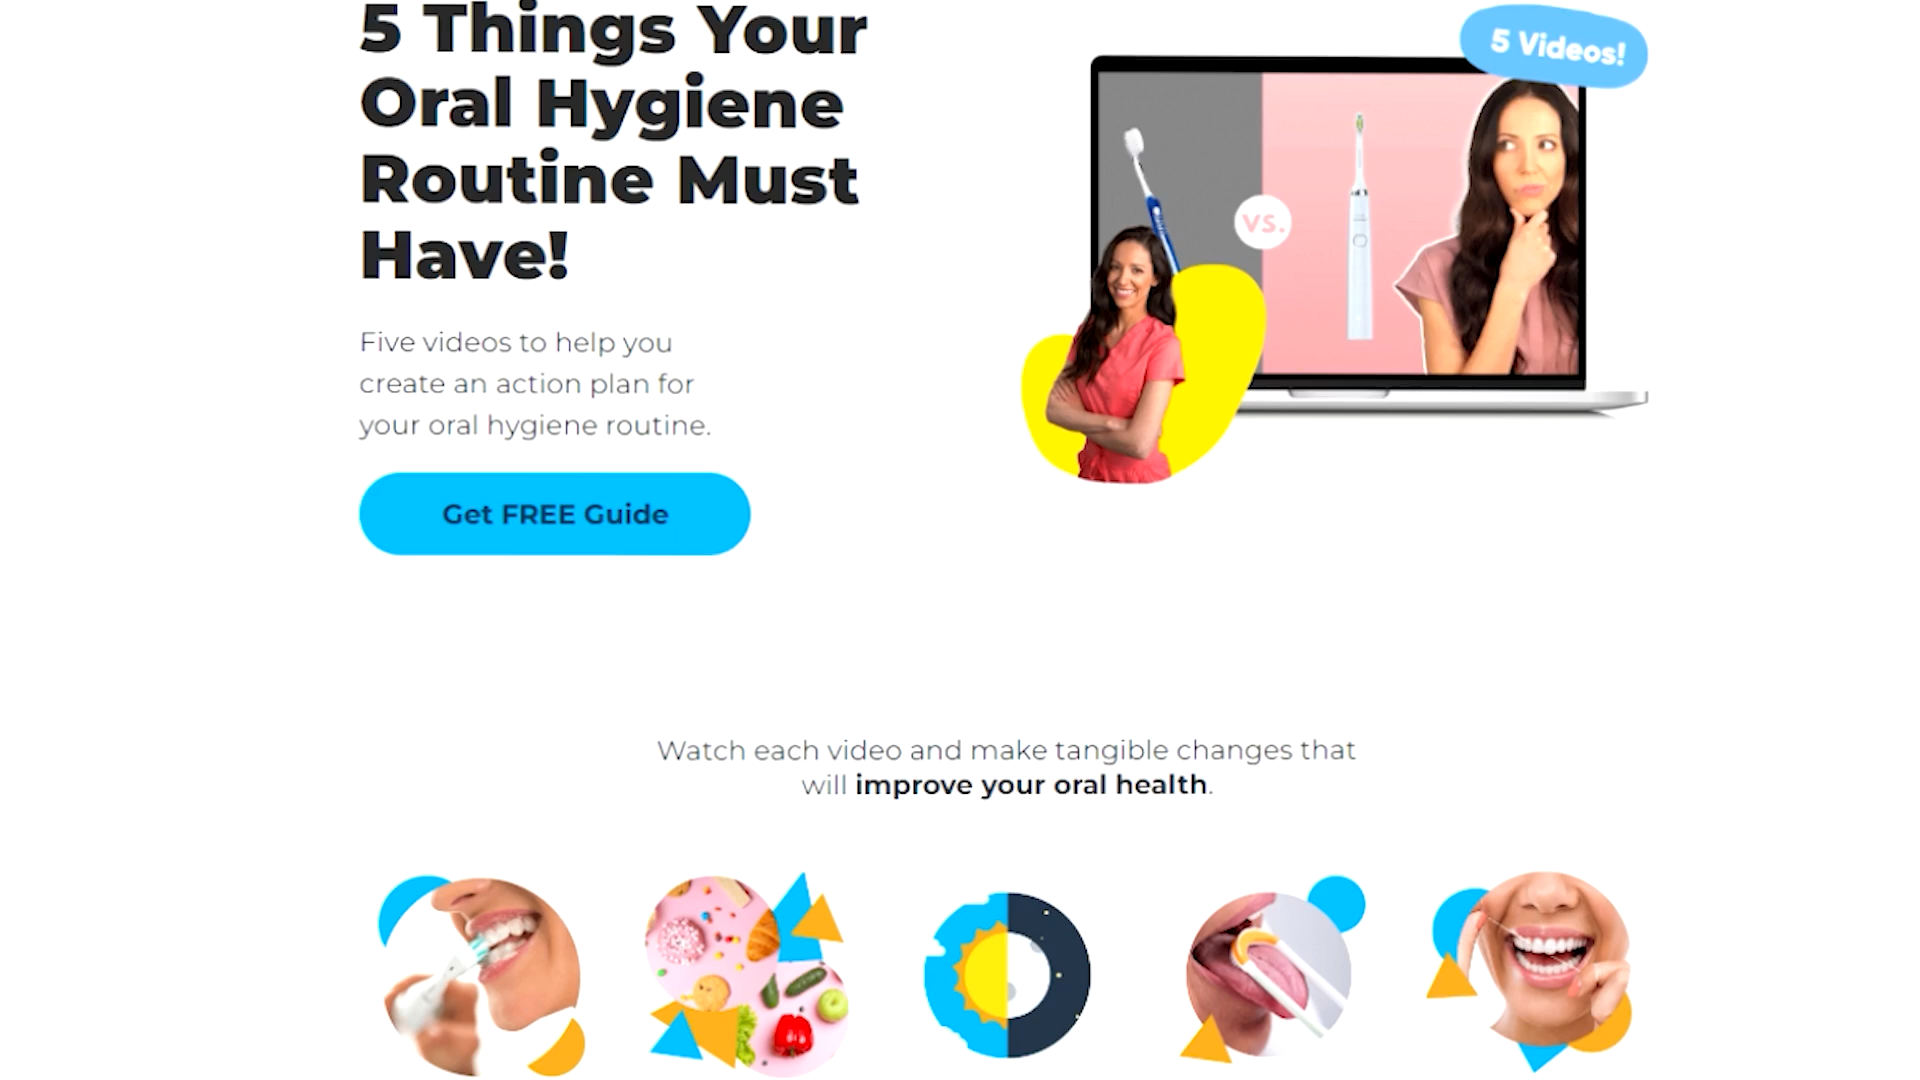 5 Things Your
Oral Hygiene
Routine Must
Have!
Five videos to help you
create an action plan for
your oral hygiene routine.
Get FREE Guide
5 Videos!
vs.
Watch each video and make tangible changes that
will improve your oral health.